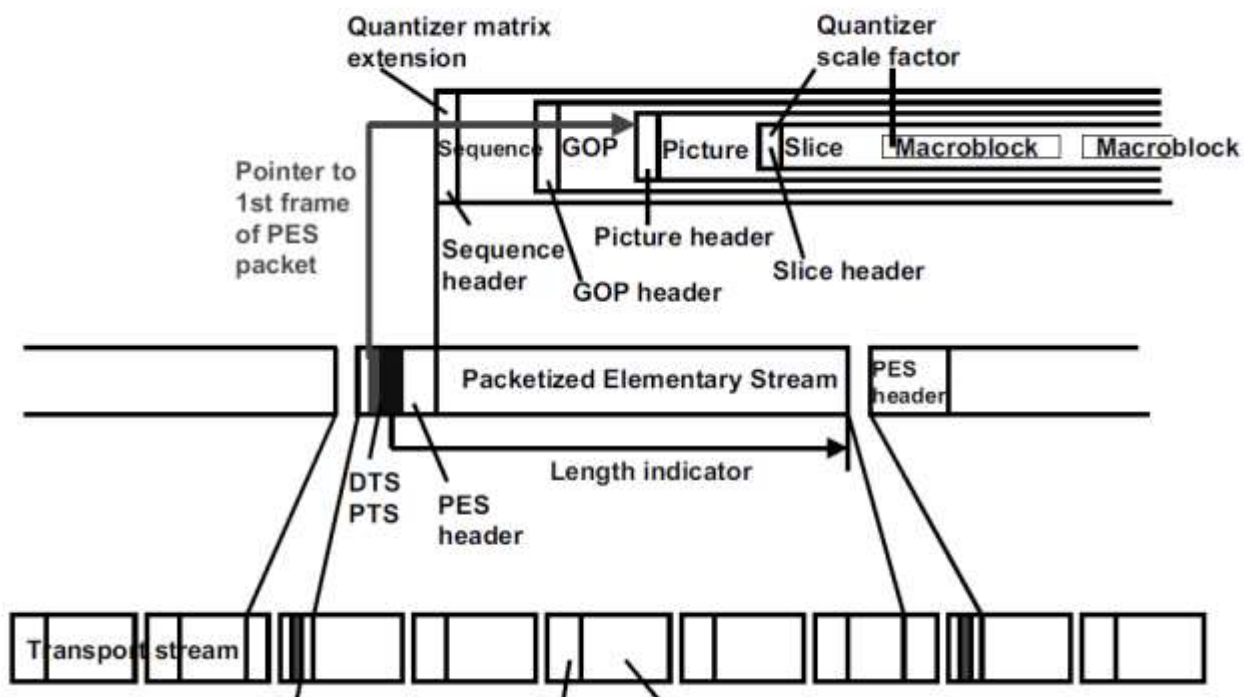 Quantizer matrix
extension
Quantizer
scale factor
Sequence
GOP
Picture
Slice
Macroblock
Macroblock
Pointer to
1st frame
of PES
packet
Sequence
header
GOP header
Picture header
Slice header
Packetized Elementary Stream
PES
header
Length indicator
DTS
PTS
PES
header
Transport stream